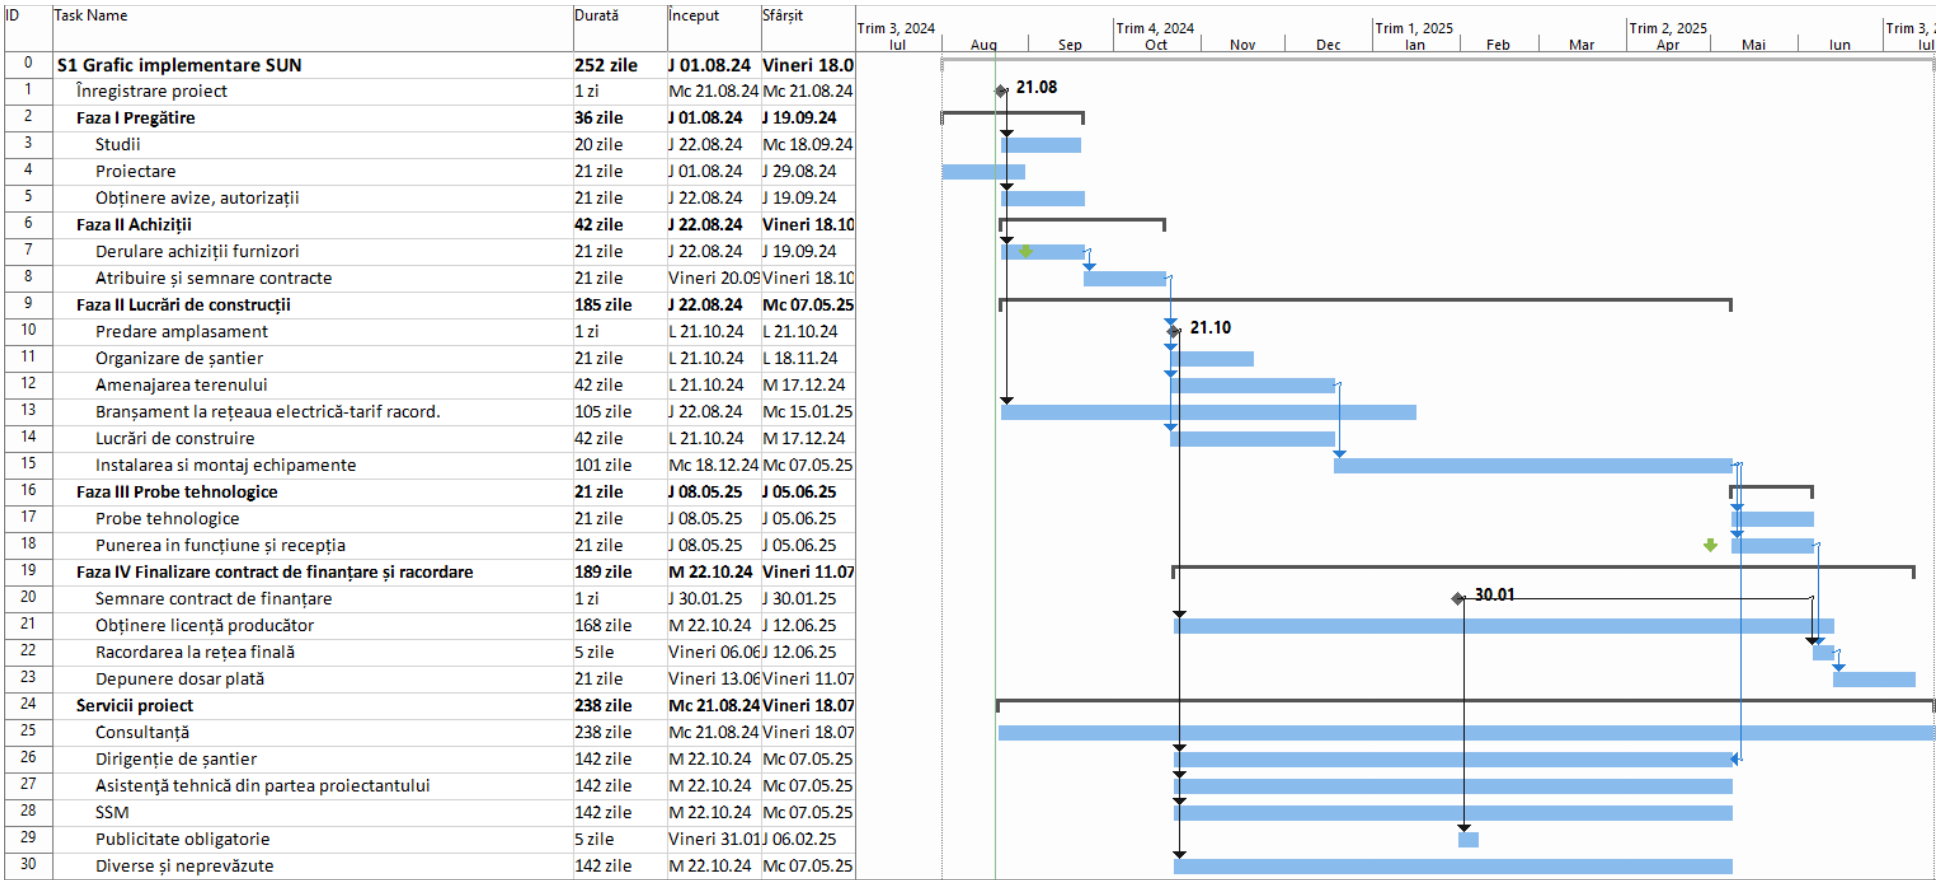 ID Task Name Durată Început Sfârșit
Trim 3, 2024 Trim 4, 2024 Trim 1, 2025 Trim 2, 2025 Trim 3, 2
Iul Aug Sep Oct Nov Dec Ian Feb Mar Apr Mai Iun Iul
0 S1 Grafic implementare SUN 252 zile J 01.08.24 Vineri 18.0
1 Înregistrare proiect 1 zi Mc 21.08.24 Mc 21.08.24 21.08
2 Faza I Pregătire 36 zile J 01.08.24 J 19.09.24
3 Studii 20 zile J 22.08.24 Mc 18.09.24
4 Proiectare 21 zile J 01.08.24 J 29.08.24
5 Obținere avize, autorizații 21 zile J 22.08.24 J 19.09.24
6 Faza II Achiziții 42 zile J 22.08.24 Vineri 18.10
7 Derulare achiziții furnizori 21 zile J 22.08.24 J 19.09.24
8 Atribuire și semnare contracte 21 zile Vineri 20.09 Vineri 18.10
9 Faza II Lucrări de construcții 185 zile J 22.08.24 Mc 07.05.25
10 Predare amplasament 1 zi L 21.10.24 L 21.10.24 21.10
11 Organizare de șantier 21 zile L 21.10.24 L 18.11.24
12 Amenajarea terenului 42 zile L 21.10.24 M 17.12.24
13 Branșament la rețeaua electrică-tarif racord. 105 zile J 22.08.24 Mc 15.01.25
14 Lucrări de construire 42 zile L 21.10.24 M 17.12.24
15 Instalarea si montaj echipamente 101 zile Mc 18.12.24 Mc 07.05.25
16 Faza III Probe tehnologice 21 zile J 08.05.25 J 05.06.25
17 Probe tehnologice 21 zile J 08.05.25 J 05.06.25
18 Punerea in funcțiune și recepția 21 zile J 08.05.25 J 05.06.25
19 Faza IV Finalizare contract de finanțare și racordare 189 zile M 22.10.24 Vineri 11.07
20 Semnare contract de finanțare 1 zi J 30.01.25 J 30.01.25 30.01
21 Obținere licență producător 168 zile M 22.10.24 J 12.06.25
22 Racordarea la rețea finală 5 zile Vineri 06.06 J 12.06.25
23 Depunere dosar plată 21 zile Vineri 13.06 Vineri 11.07
24 Servicii proiect 238 zile Mc 21.08.24 Vineri 18.07
25 Consultanță 238 zile Mc 21.08.24 Vineri 18.07
26 Dirigenție de șantier 142 zile M 22.10.24 Mc 07.05.25
27 Asistență tehnică din partea proiectantului 142 zile M 22.10.24 Mc 07.05.25
28 SSM 142 zile M 22.10.24 Mc 07.05.25
29 Publicitate obligatorie 5 zile Vineri 31.01 J 06.02.25
30 Diverse și neprevăzute 142 zile M 22.10.24 Mc 07.05.25